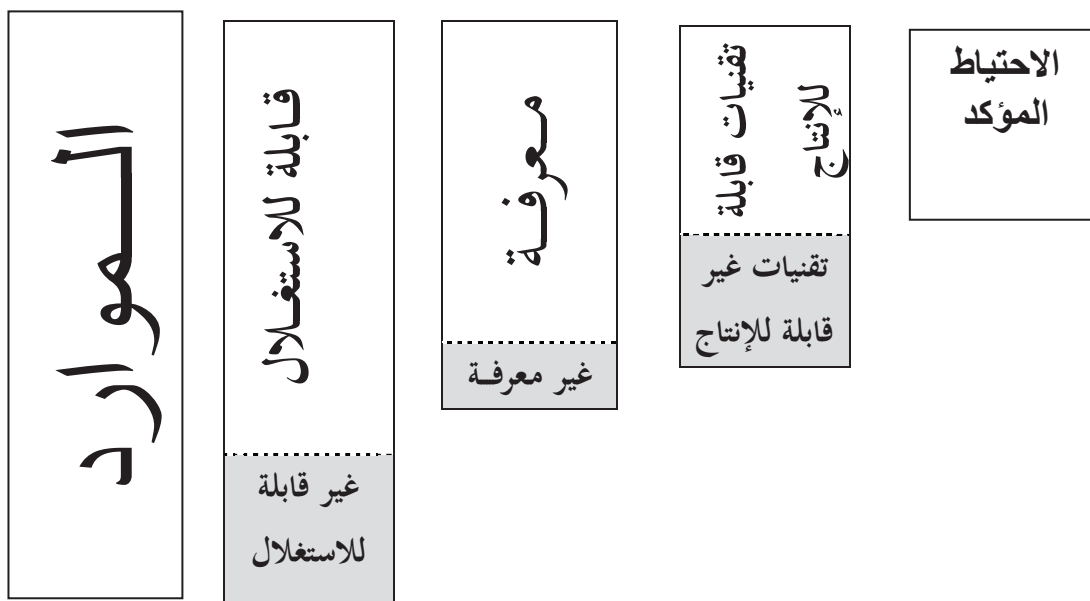 الموارد
قابلة للاستغلال
غير قابلة
للاستغلال
معرفة
غير معرفة
تقنيات قابلة
للإنتاج
تقنيات غير
قابلة للإنتاج
الاحتياط
المؤكد